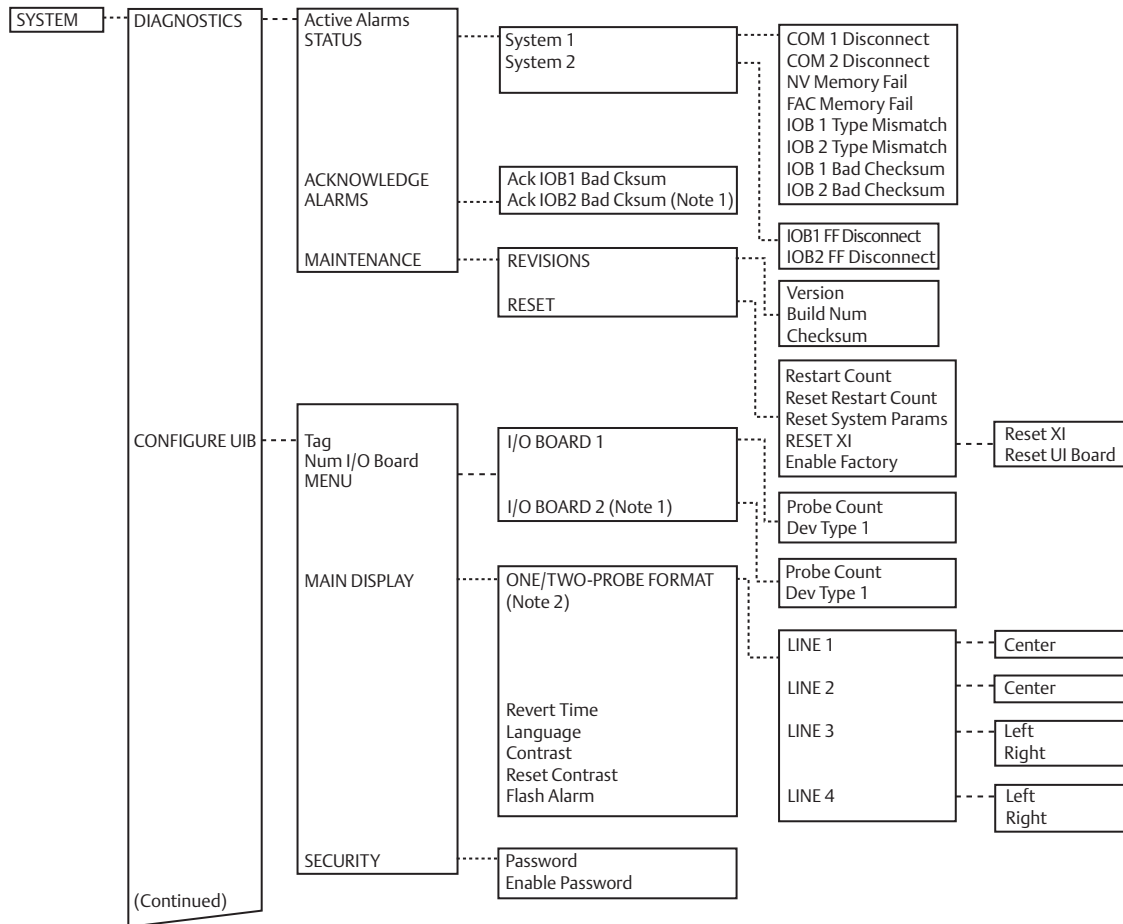 SYSTEM
DIAGNOSTICS
Active Alarms
STATUS
System 1
System 2
COM 1 Disconnect
COM 2 Disconnect
NV Memory Fail
FAC Memory Fail
IOB 1 Type Mismatch
IOB 2 Type Mismatch
IOB 1 Bad Checksum
IOB 2 Bad Checksum
IOB1 FF Disconnect
IOB2 FF Disconnect
ACKNOWLEDGE
ALARMS
Ack IOB1 Bad Cksum
Ack IOB2 Bad Cksum (Note 1)
MAINTENANCE
REVISIONS
RESET
Version
Build Num
Checksum
Restart Count
Reset Restart Count
Reset System Params
RESET XI
Enable Factory
Reset XI
Reset UI Board
CONFIGURE UIB
Tag
Num I/O Board
MENU
I/O BOARD 1
I/O BOARD 2 (Note 1)
Probe Count
Dev Type 1
Probe Count
Dev Type 1
MAIN DISPLAY
ONE/TWO-PROBE FORMAT
(Note 2)
Revert Time
Language
Contrast
Reset Contrast
Flash Alarm
LINE 1
Center
LINE 2
Center
LINE 3
Left
Right
LINE 4
Left
Right
SECURITY
Password
Enable Password
(Continued)